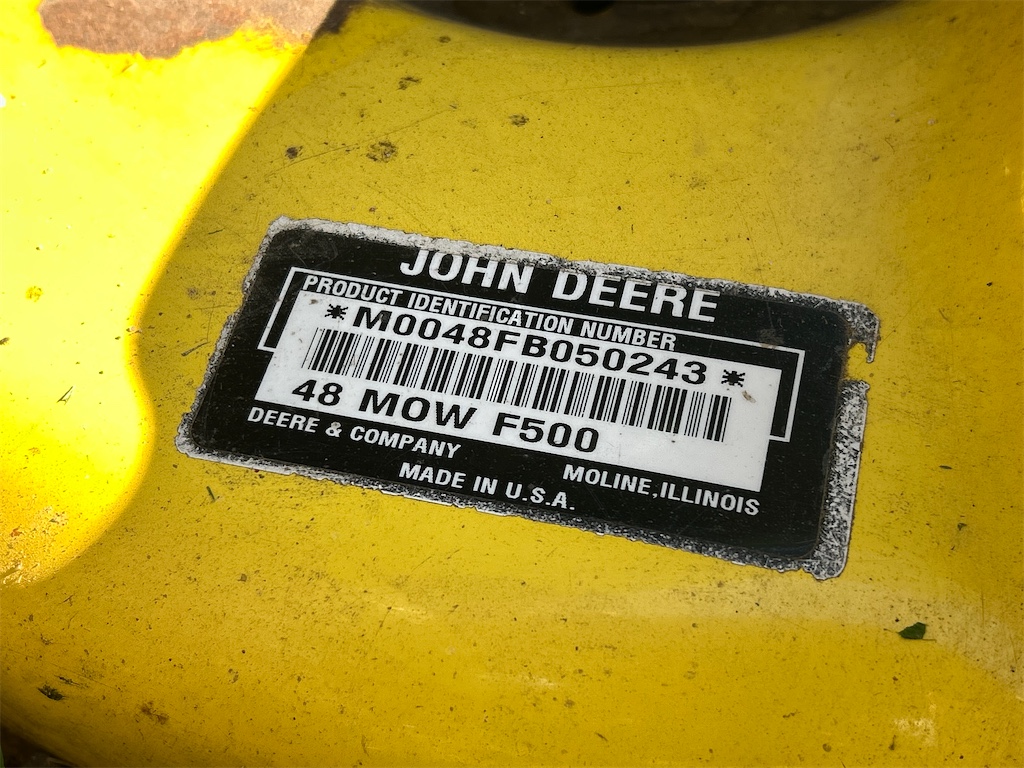 JOHN DEERE
PRODUCT IDENTIFICATION NUMBER
*M0048FB050243*
48 MOW F500
DEERE & COMPANY MOLINE,ILLINOIS
MADE IN U.S.A.